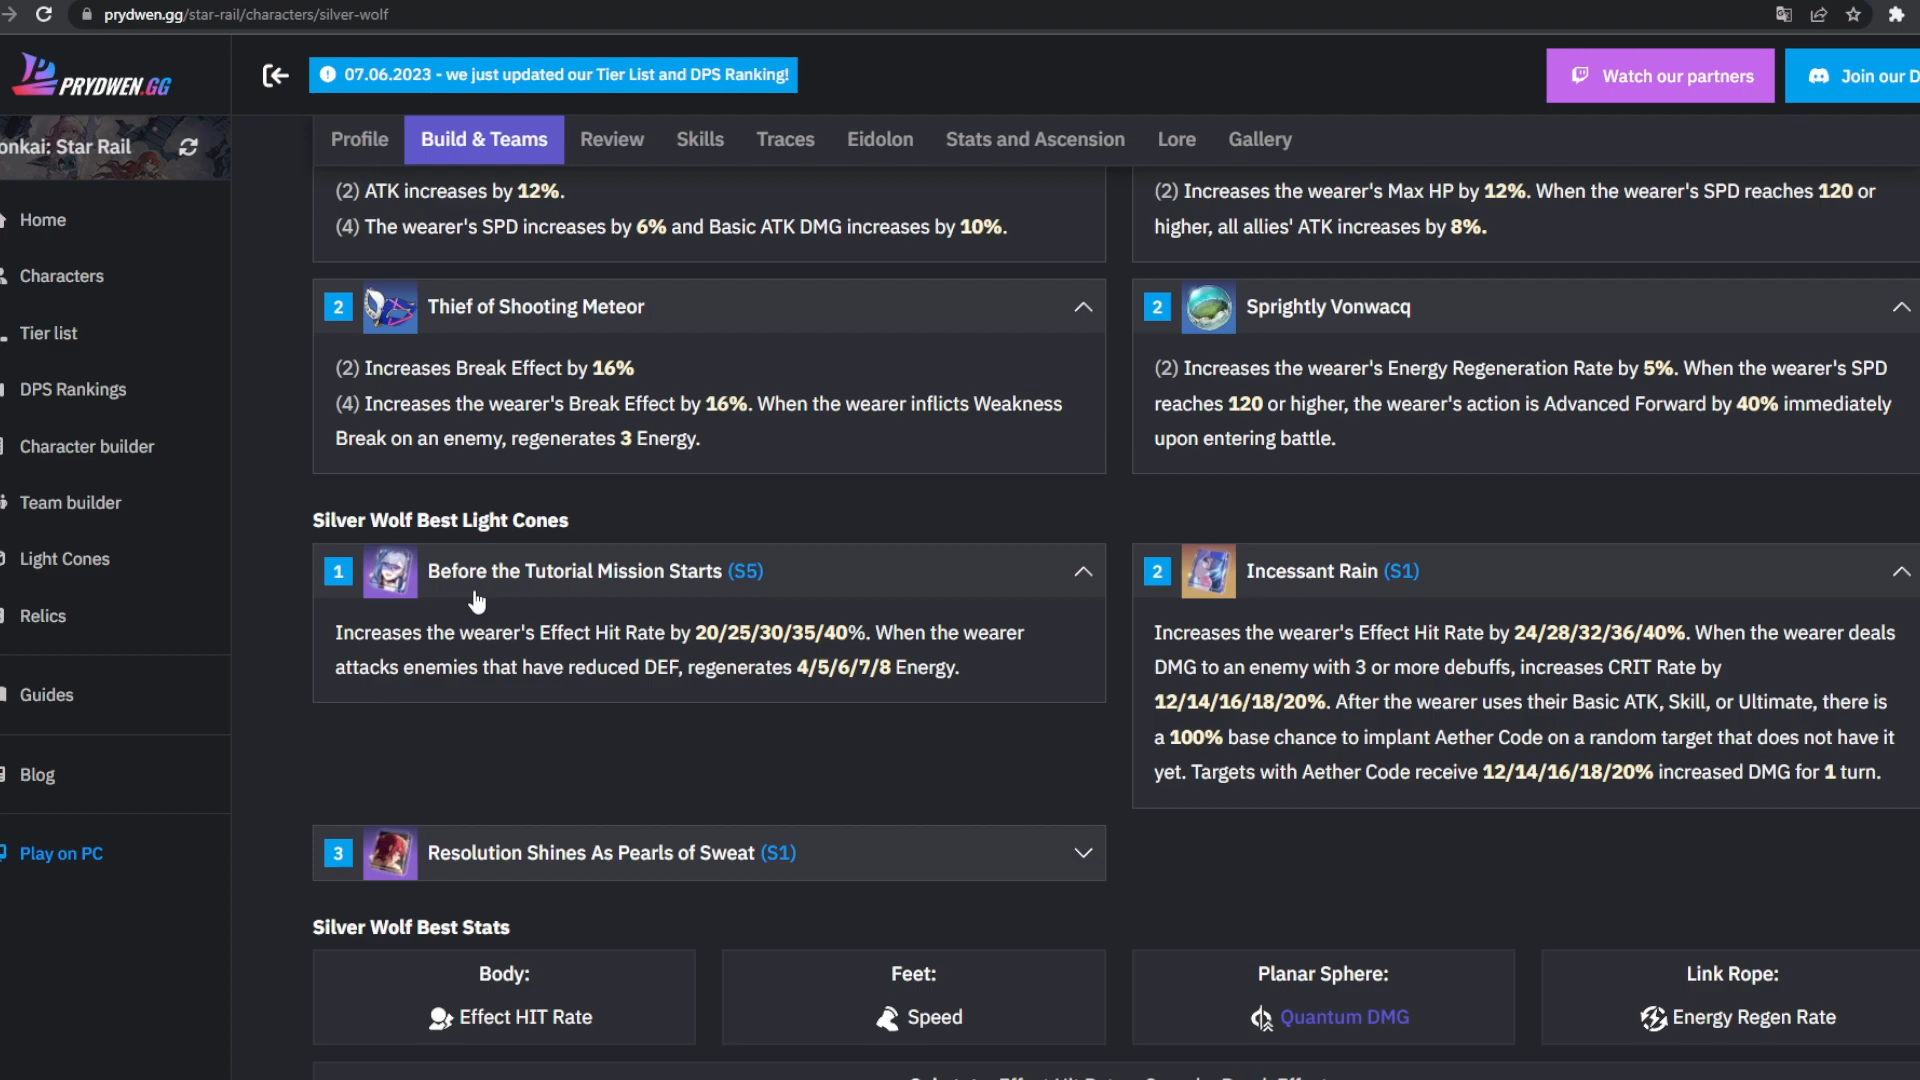 prydwen.gg/star-rail/characters/silver-wolf
PRYDWEN.GG
07.06.2023 - we just updated our Tier List and DPS Ranking!
Watch our partners
Join our D
onkai: Star Rail
Profile
Build & Teams
Review
Skills
Traces
Eidolon
Stats and Ascension
Lore
Gallery
Home
Characters
Tier list
DPS Rankings
Character builder
Team builder
Light Cones
Relics
Guides
Blog
Play on PC
(2) ATK increases by 12%.
(4) The wearer's SPD increases by 6% and Basic ATK DMG increases by 10%.
(2) Increases the wearer's Max HP by 12%. When the wearer's SPD reaches 120 or
higher, all allies' ATK increases by 8%.
2 Thief of Shooting Meteor
(2) Increases Break Effect by 16%
(4) Increases the wearer's Break Effect by 16%. When the wearer inflicts Weakness
Break on an enemy, regenerates 3 Energy.
2 Sprightly Vonwacq
(2) Increases the wearer's Energy Regeneration Rate by 5%. When the wearer's SPD
reaches 120 or higher, the wearer's action is Advanced Forward by 40% immediately
upon entering battle.
Silver Wolf Best Light Cones
1 Before the Tutorial Mission Starts (S5)
Increases the wearer's Effect Hit Rate by 20/25/30/35/40%. When the wearer
attacks enemies that have reduced DEF, regenerates 4/5/6/7/8 Energy.
2 Incessant Rain (S1)
Increases the wearer's Effect Hit Rate by 24/28/32/36/40%. When the wearer deals
DMG to an enemy with 3 or more debuffs, increases CRIT Rate by
12/14/16/18/20%. After the wearer uses their Basic ATK, Skill, or Ultimate, there is
a 100% base chance to implant Aether Code on a random target that does not have it
yet. Targets with Aether Code receive 12/14/16/18/20% increased DMG for 1 turn.
3 Resolution Shines As Pearls of Sweat (S1)
Silver Wolf Best Stats
Body:
Effect HIT Rate
Feet:
Speed
Planar Sphere:
Quantum DMG
Link Rope:
Energy Regen Rate